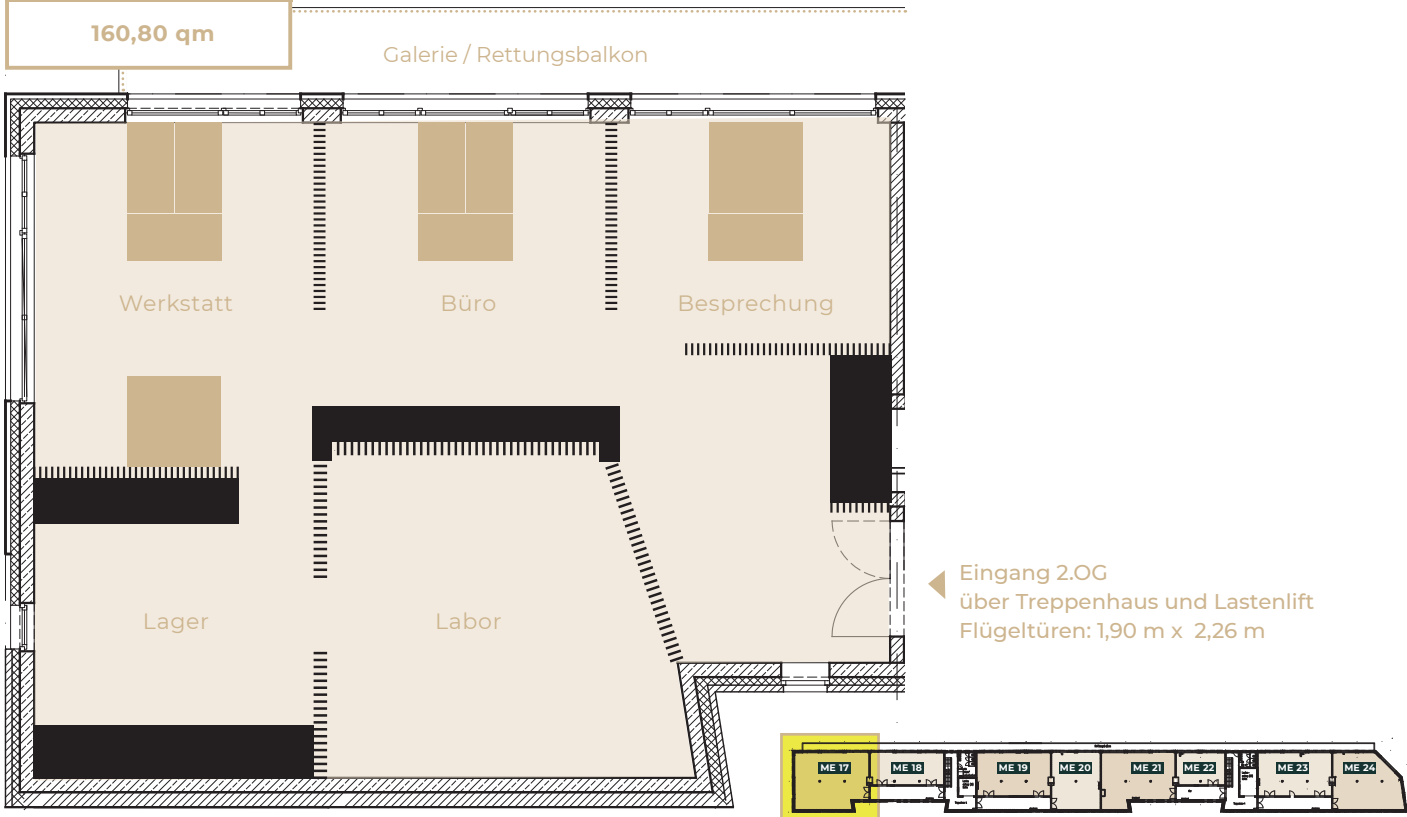 160,80 qm
Galerie / Rettungsbalkon
Werkstatt
Büro
Besprechung
Lager
Labor
Eingang 2.OG
über Treppenhaus und Lastenlift
Flügeltüren: 1,90 m x 2,26 m
ME 17
ME 18
ME 19
ME 20
ME 21
ME 22
ME 23
ME 24